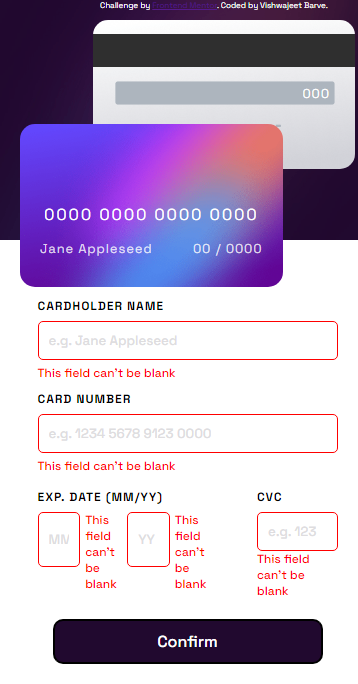 Challenge by Frontend Mentor. Coded by Vishwajeet Barve.
000
0000 0000 0000 0000
Jane Appleseed 00 / 0000
CARDHOLDER NAME
e.g. Jane Appleseed
This field can't be blank
CARD NUMBER
e.g. 1234 5678 9123 0000
This field can't be blank
EXP. DATE (MM/YY) CVC
MM
This
field
can't
be
blank
YY
This
field
can't
be
blank
e.g. 123
This field
can't be
blank
Confirm